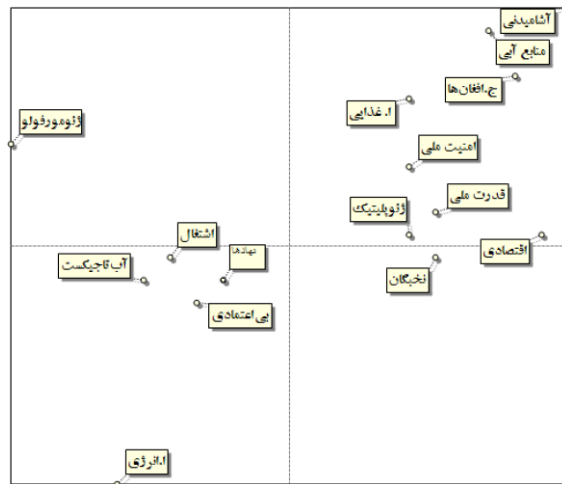 آشامیدنی
منابع آبی
ج.افغان‌ها
ا. غذایی
ژئومورفولو
امنیت ملی
قدرت ملی
ژئوپلیتیک
اشتغال
اقتصادی
نهادها
آب تاجیکست
نخبگان
بی اعتمادی
ا.انرژی